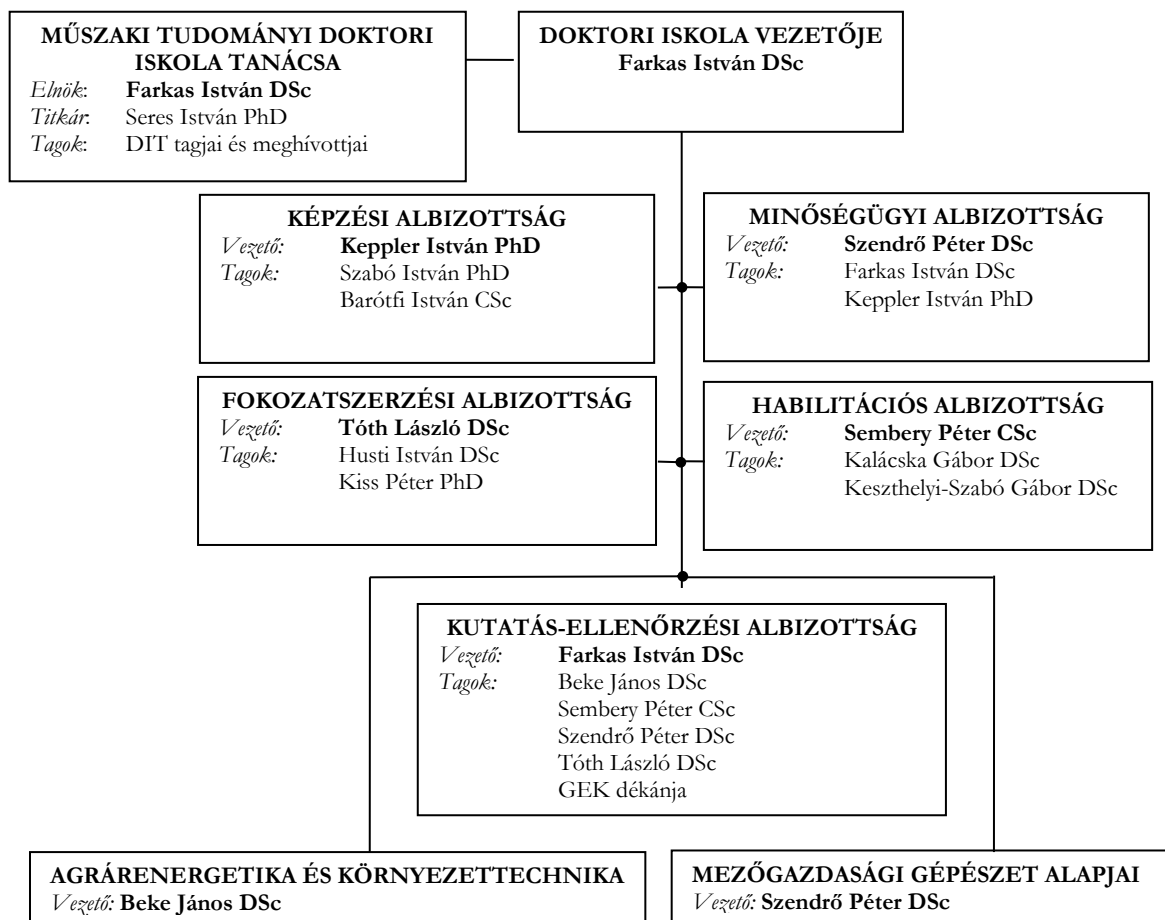 MŰSZAKI TUDOMÁNYI DOKTORI
ISKOLA TANÁCSA
Elnök: Farkas István DSc
Titkár: Seres István PhD
Tagok: DIT tagjai és meghívottjai
DOKTORI ISKOLA VEZETŐJE
Farkas István DSc
KÉPZÉSI ALBIZOTTSÁG
Vezető: Keppler István PhD
Tagok: Szabó István PhD
Barótfi István CSc
MINŐSÉGÜGYI ALBIZOTTSÁG
Vezető: Szendrő Péter DSc
Tagok: Farkas István DSc
Keppler István PhD
FOKOZATSZERZÉSI ALBIZOTTSÁG
Vezető: Tóth László DSc
Tagok: Husti István DSc
Kiss Péter PhD
HABILITÁCIÓS ALBIZOTTSÁG
Vezető: Sembery Péter CSc
Tagok: Kalácska Gábor DSc
Keszthelyi-Szabó Gábor DSc
KUTATÁS-ELLENŐRZÉSI ALBIZOTTSÁG
Vezető: Farkas István DSc
Tagok: Beke János DSc
Sembery Péter CSc
Szendrő Péter DSc
Tóth László DSc
GEK dékánja
AGRÁRENERGETIKA ÉS KÖRNYEZETTECHNIKA
Vezető: Beke János DSc
MEZŐGAZDASÁGI GÉPÉSZET ALAPJAI
Vezető: Szendrő Péter DSc